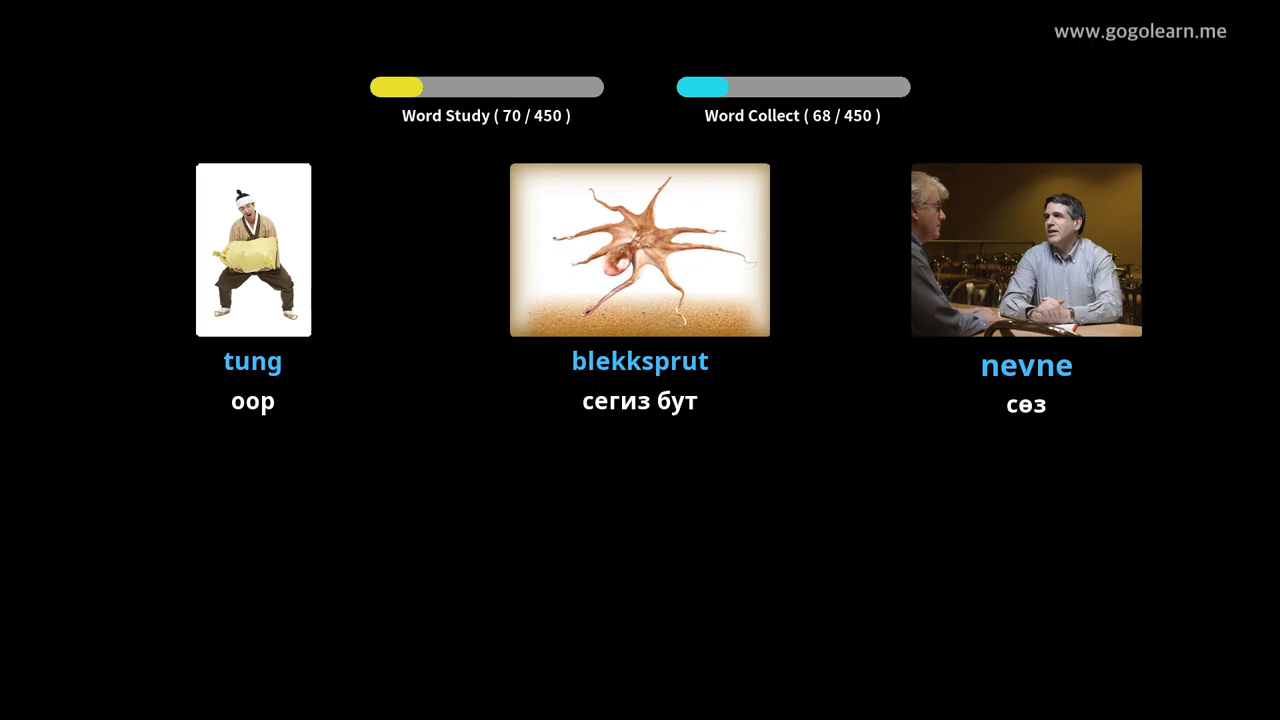 www.gogolearn.me
Word Study ( 70 / 450 )
Word Collect ( 68 / 450 )
tung
оор
blekksprut
сегиз бут
nevne
сөз